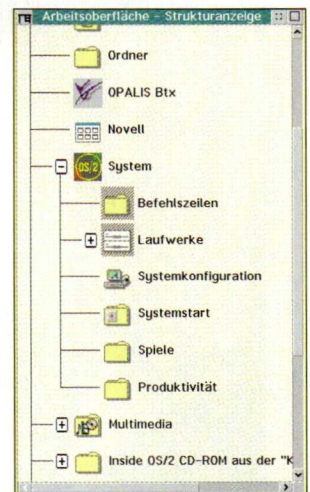 Arbeitsoberfläche - Strukturanzeige
Ordner
OPALIS Btx
Novell
OS/2 System
Befehlszeilen
Laufwerke
Systemkonfiguration
Systemstart
Spiele
Produktivität
Multimedia
Inside OS/2 CD-ROM aus der "K